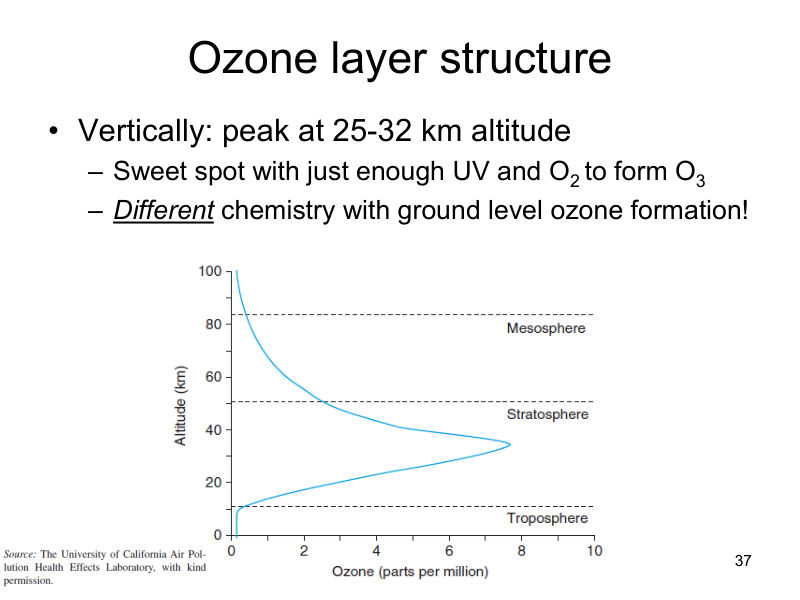 Ozone layer structure
• Vertically: peak at 25-32 km altitude
– Sweet spot with just enough UV and O2 to form O3
– Different chemistry with ground level ozone formation!
100
80
60
40
20
0
Altitude (km)
Mesosphere
Stratosphere
Troposphere
0 2 4 6 8 10
Ozone (parts per million)
Source: The University of California Air Pol-
lution Health Effects Laboratory, with kind
permission.
37